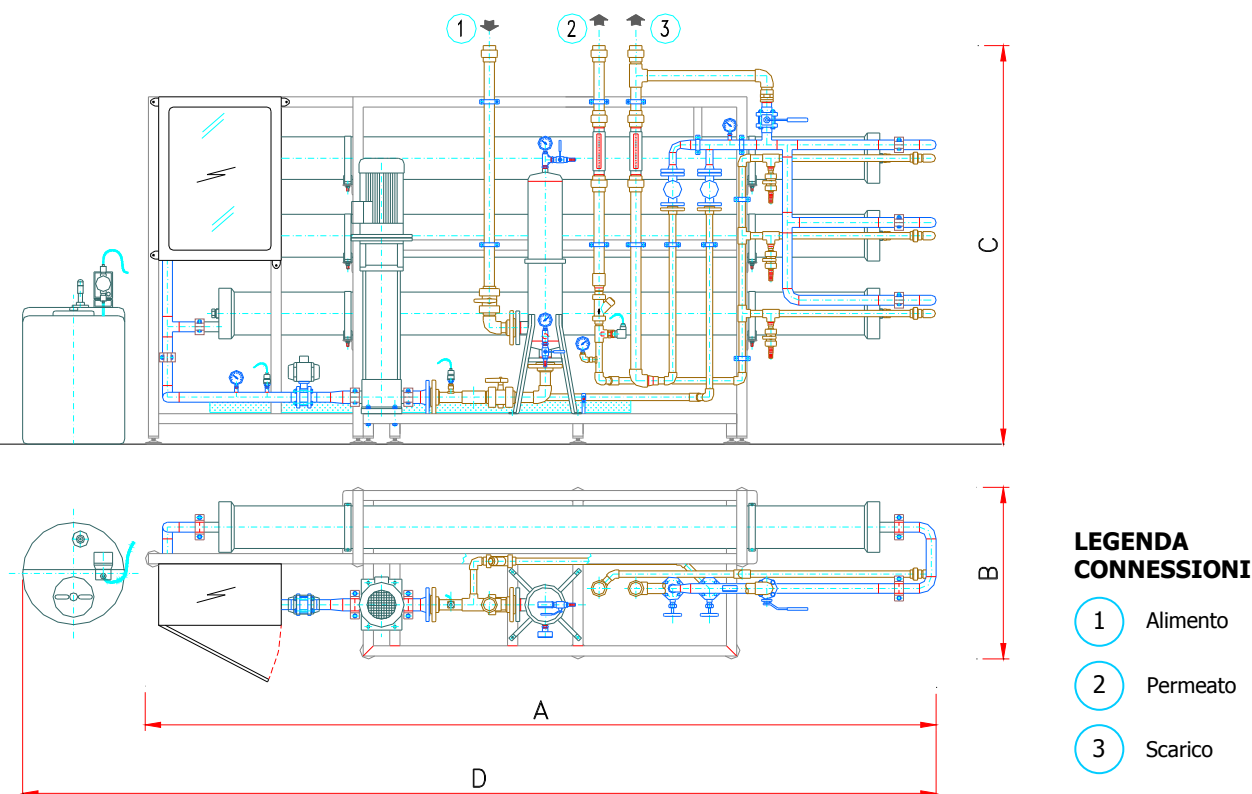 1
2
3
C
B
A
D
LEGENDA
CONNESSIONI
1 Alimento
2 Permeato
3 Scarico